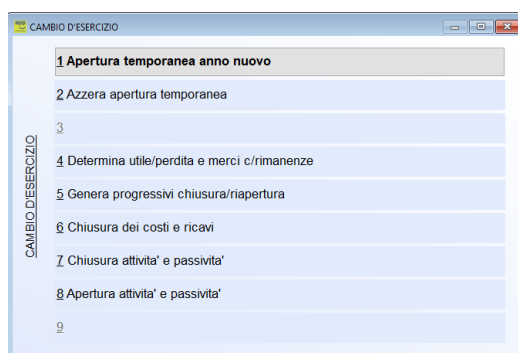 app
CAMBIO D'ESERCIZIO
CAMBIO D'ESERCIZIO
1 Apertura temporanea anno nuovo
2 Azzera apertura temporanea
3
4 Determina utile/perdita e merci c/rimanenze
5 Genera progressivi chiusura/riapertura
6 Chiusura dei costi e ricavi
7 Chiusura attivita' e passivita'
8 Apertura attivita' e passivita'
9